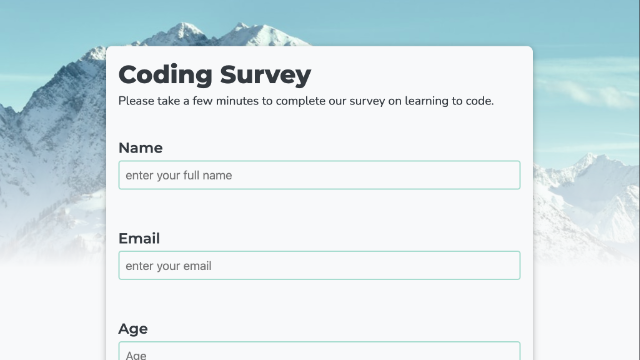 Coding Survey
Please take a few minutes to complete our survey on learning to code.
Name
enter your full name
Email
enter your email
Age
Age